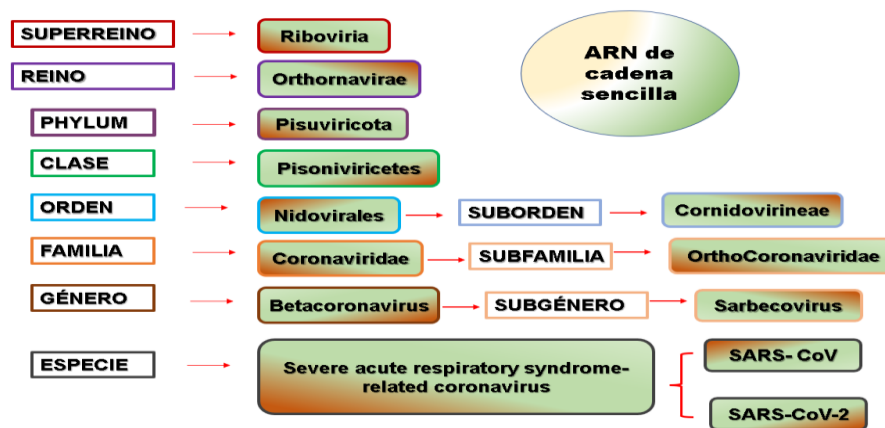 SUPERREINO Riboviria
ARN de
cadena
sencilla
REINO Orthornavirae
PHYLUM Pisuviricota
CLASE Pisoniviricetes
ORDEN Nidovirales SUBORDEN Cornidovirineae
FAMILIA Coronaviridae SUBFAMILIA OrthoCoronaviridae
GÉNERO Betacoronavirus SUBGÉNERO Sarbecovirus
ESPECIE
Severe acute respiratory syndrome-
related coronavirus
SARS- CoV
SARS-CoV-2